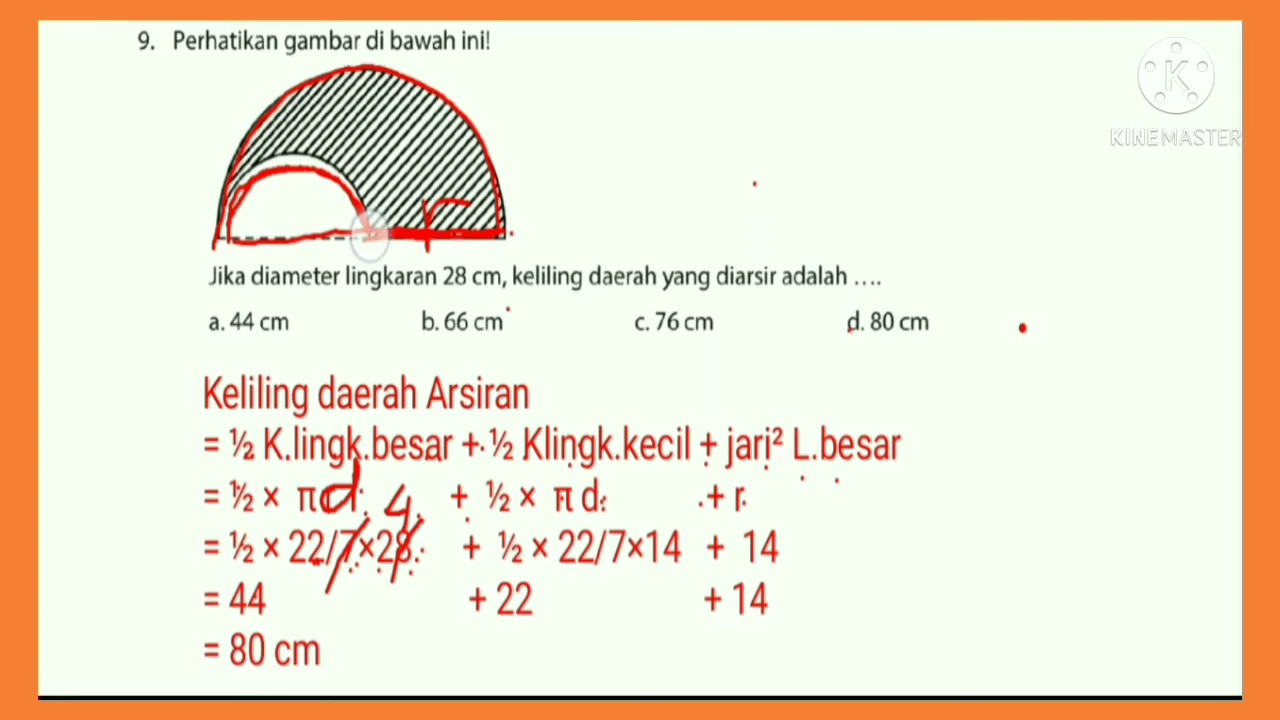 9. Perhatikan gambar di bawah ini!
K
KINEMASTER
r
Jika diameter lingkaran 28 cm, keliling daerah yang diarsir adalah ....
a. 44 cm b. 66 cm c. 76 cm d. 80 cm
Keliling daerah Arsiran
= ½ K.lingk.besar + ½ Klingk.kecil + jari² L.besar
= ½ × πd + ½ × π d + r
4
= ½ × 22/7×28 + ½ × 22/7×14 + 14
= 44 + 22 + 14
= 80 cm